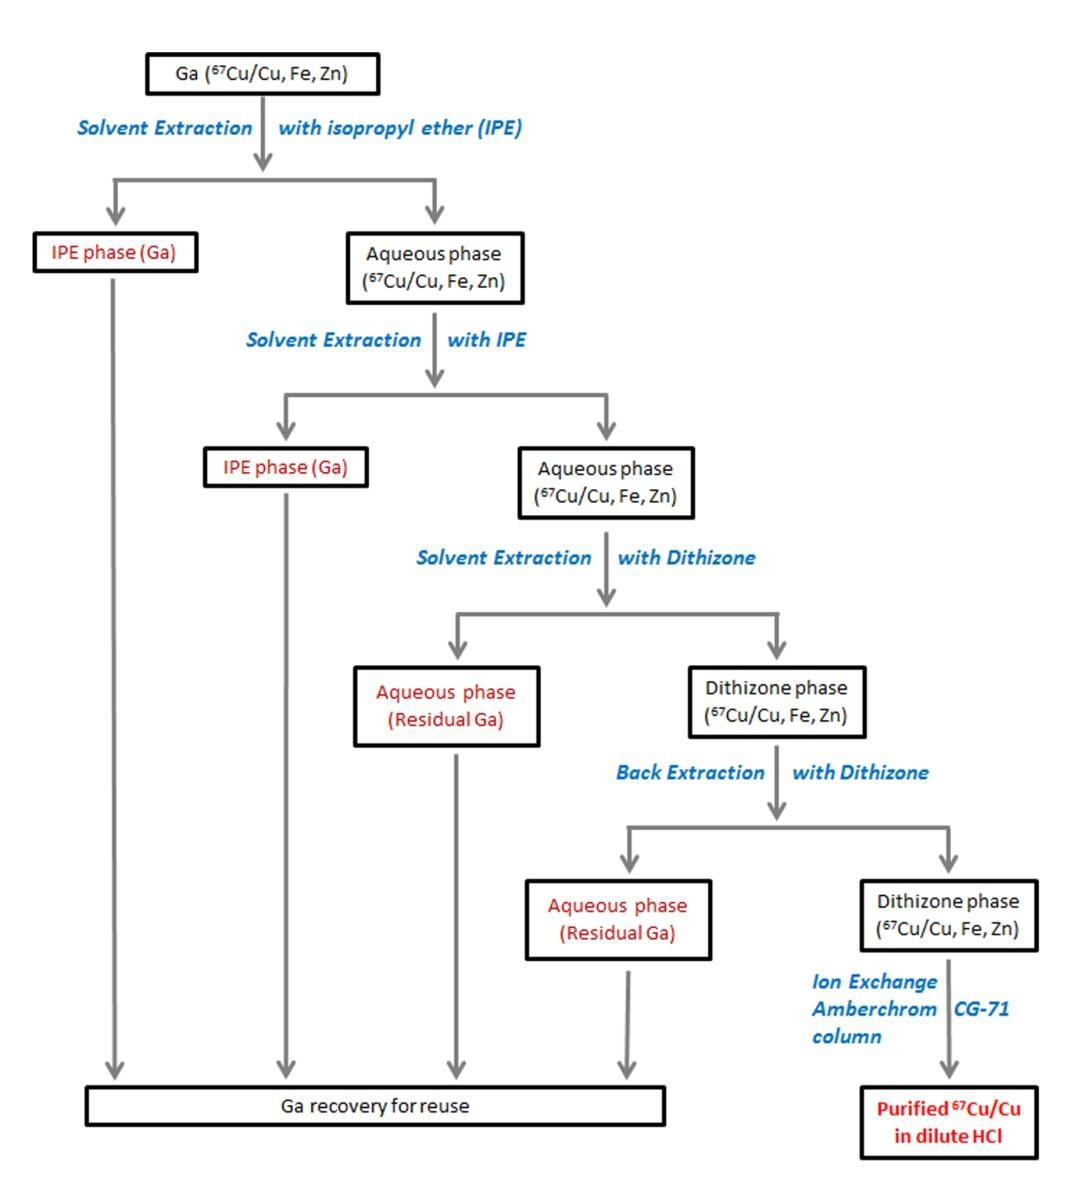 Ga (⁶⁷Cu/Cu, Fe, Zn)
Solvent Extraction with isopropyl ether (IPE)
IPE phase (Ga)
Aqueous phase
(⁶⁷Cu/Cu, Fe, Zn)
Solvent Extraction with IPE
IPE phase (Ga)
Aqueous phase
(⁶⁷Cu/Cu, Fe, Zn)
Solvent Extraction with Dithizone
Aqueous phase
(Residual Ga)
Dithizone phase
(⁶⁷Cu/Cu, Fe, Zn)
Back Extraction with Dithizone
Aqueous phase
(Residual Ga)
Dithizone phase
(⁶⁷Cu/Cu, Fe, Zn)
Ion Exchange
Amberchrom CG-71
column
Ga recovery for reuse
Purified ⁶⁷Cu/Cu
in dilute HCl